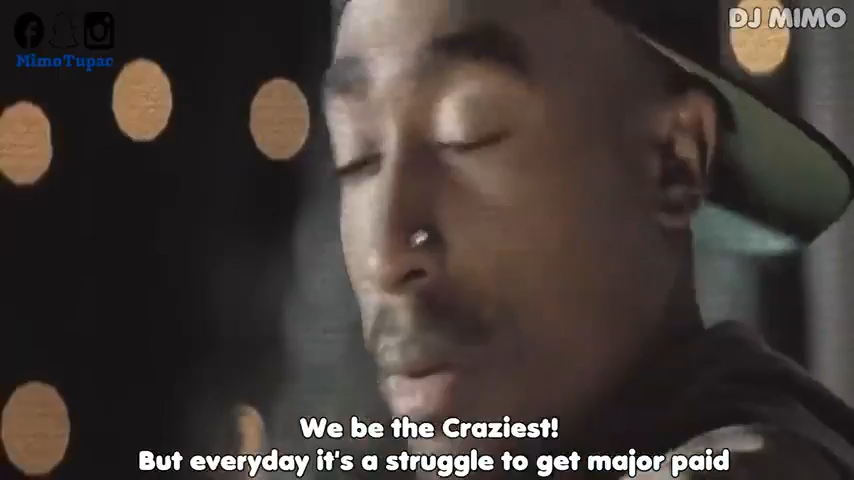 DJ MIMO
MimoTupac
We be the Craziest!
But everyday it's a struggle to get major paid